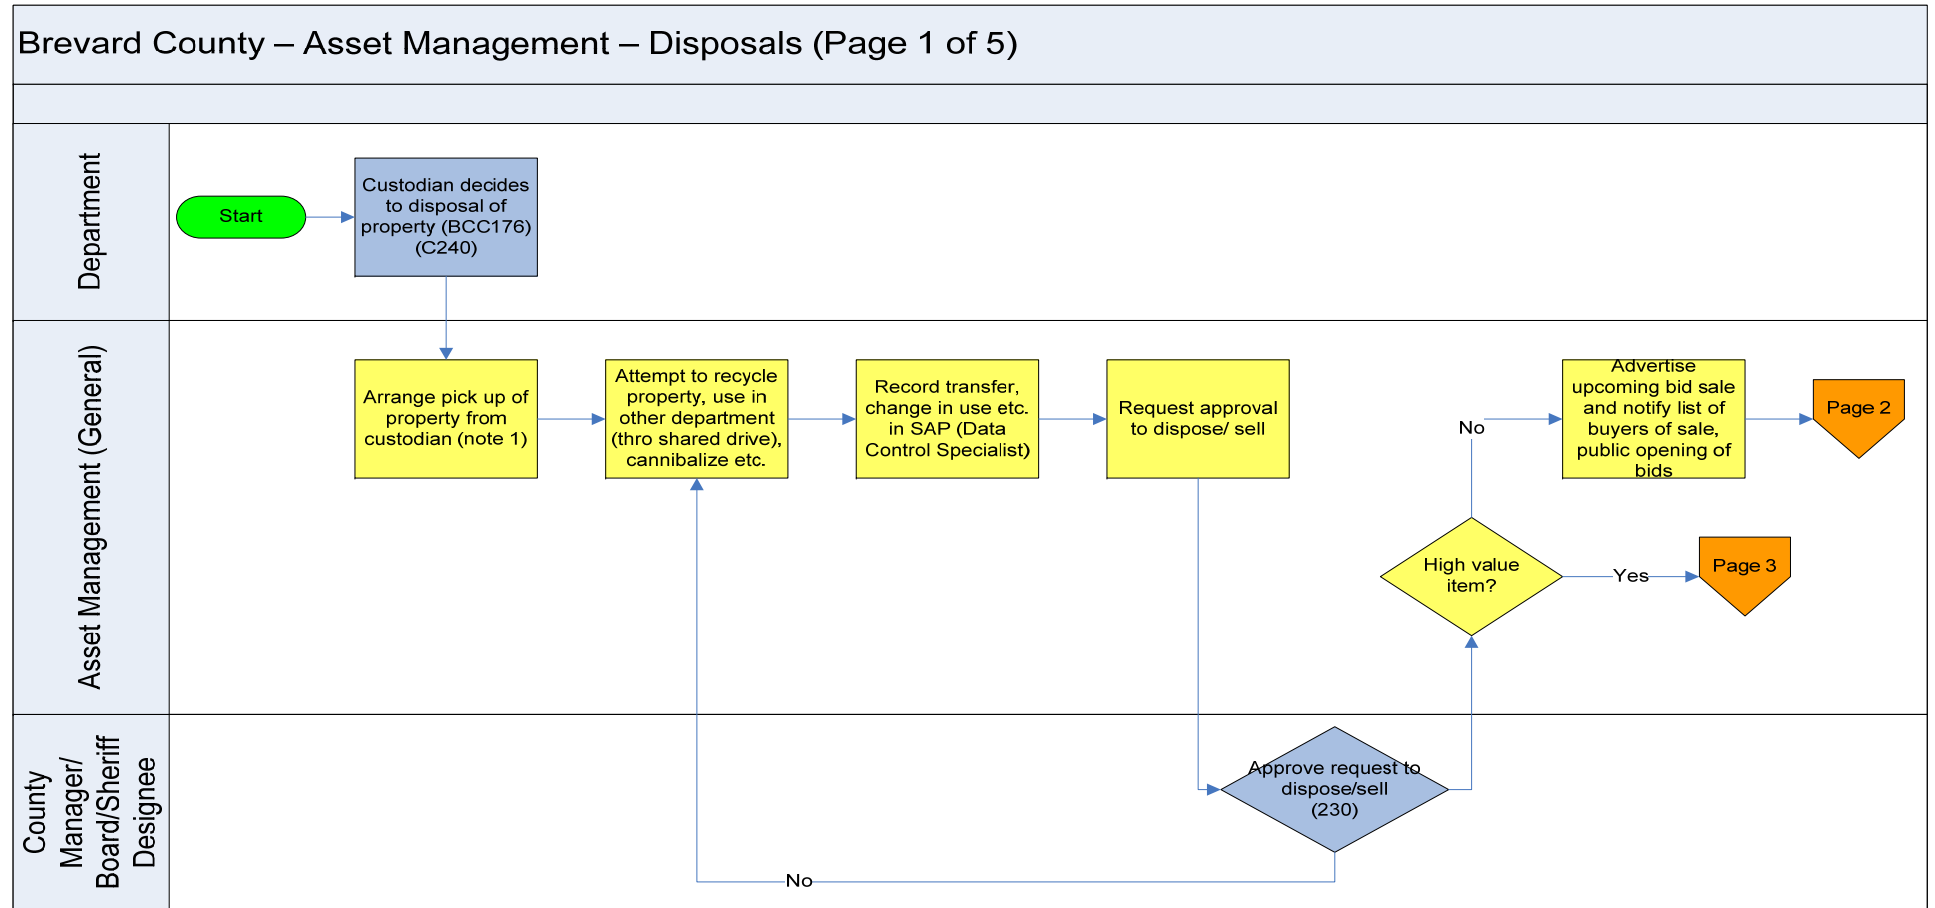 Brevard County – Asset Management – Disposals (Page 1 of 5)
Department
Start
Custodian decides
to disposal of
property (BCC176)
(C240)
Asset Management (General)
Arrange pick up of
property from
custodian (note 1)
Attempt to recycle
property, use in
other department
(thro shared drive),
cannibalize etc.
Record transfer,
change in use etc.
in SAP (Data
Control Specialist)
Request approval
to dispose/ sell
No
Advertise
upcoming bid sale
and notify list of
buyers of sale,
public opening of
bids
Page 2
High value
item?
Yes
Page 3
County
Manager/
Board/Sheriff
Designee
Approve request to
dispose/sell
(230)
No